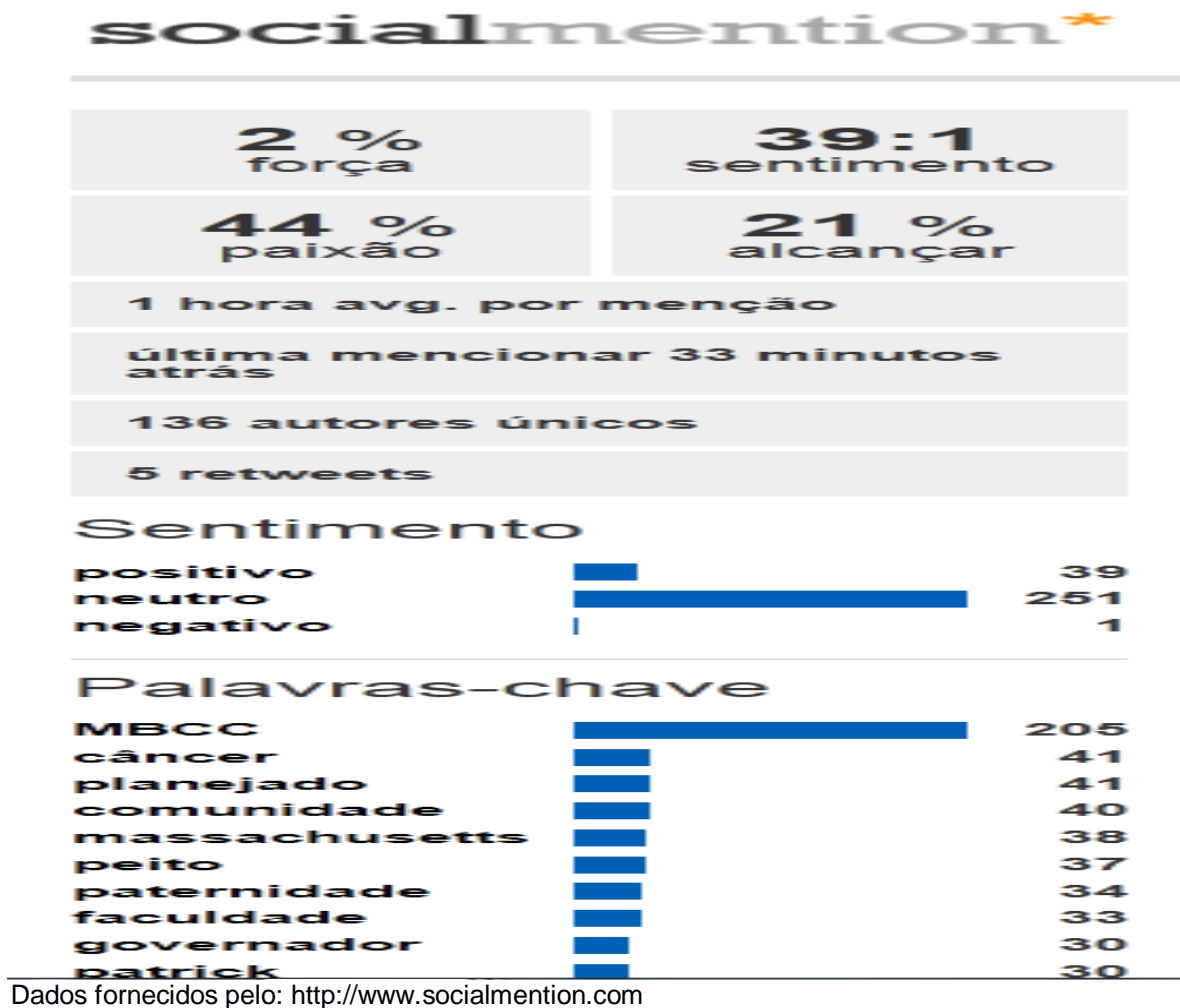 socialmention*
2 %
força
39:1
sentimento
44 %
paixão
21 %
alcançar
1 hora avg. por menção
última mencionar 33 minutos
atrás
136 autores únicos
5 retweets
Sentimento
positivo 39
neutro 251
negativo 1
Palavras-chave
MBCC 205
câncer 41
planejado 41
comunidade 40
massachusetts 38
peito 37
paternidade 34
faculdade 33
governador 30
patrick 30
Dados fornecidos pelo: http://www.socialmention.com